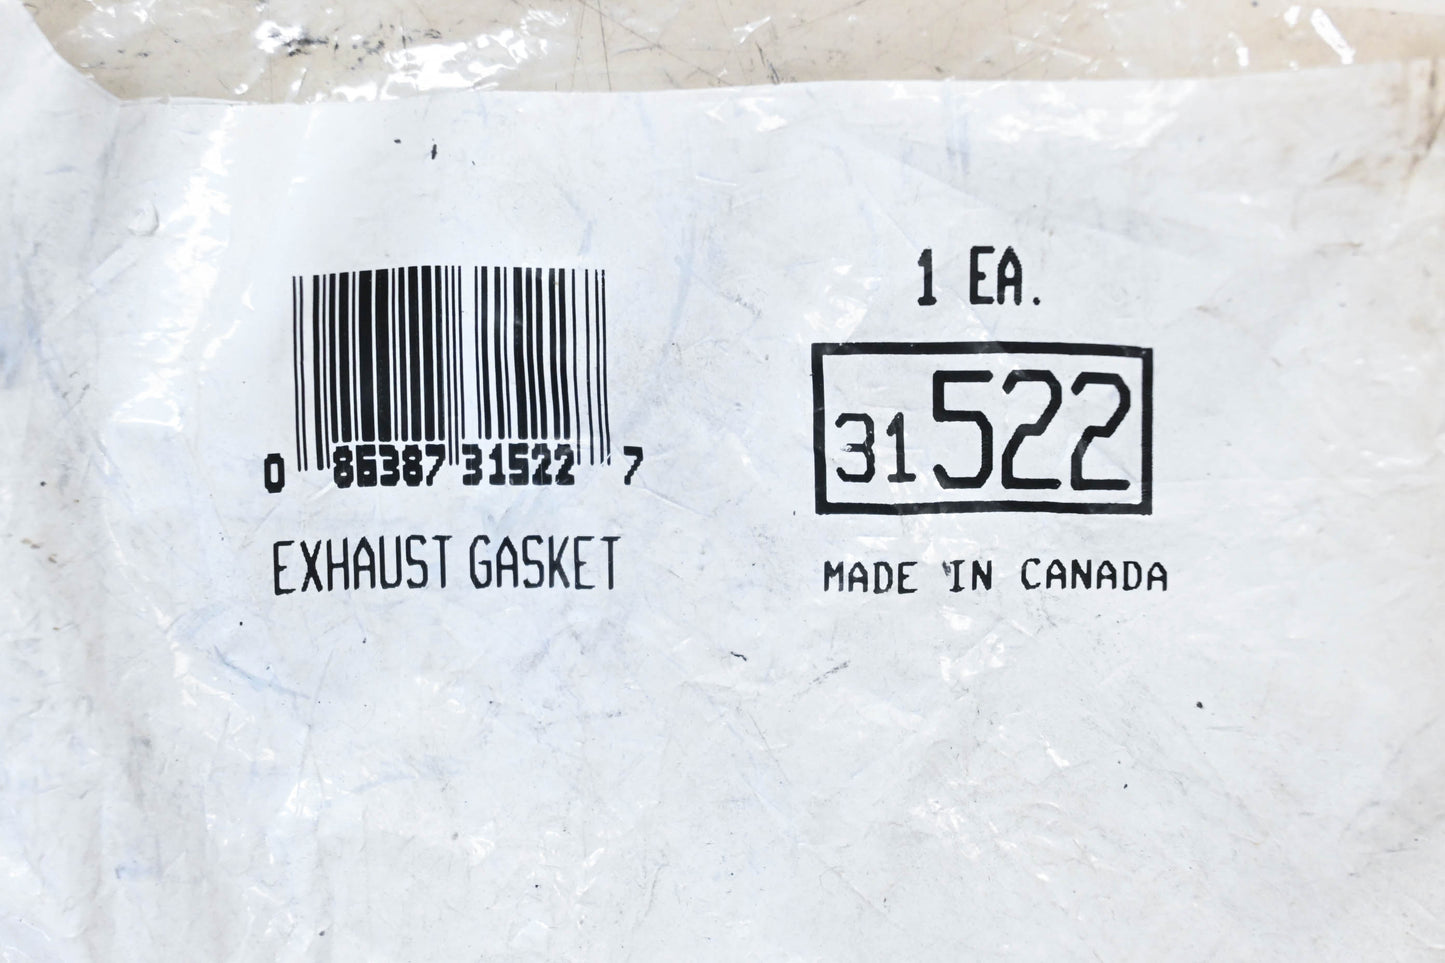 0 86387 31522 7
EXHAUST GASKET
1 EA.
31522
MADE IN CANADA